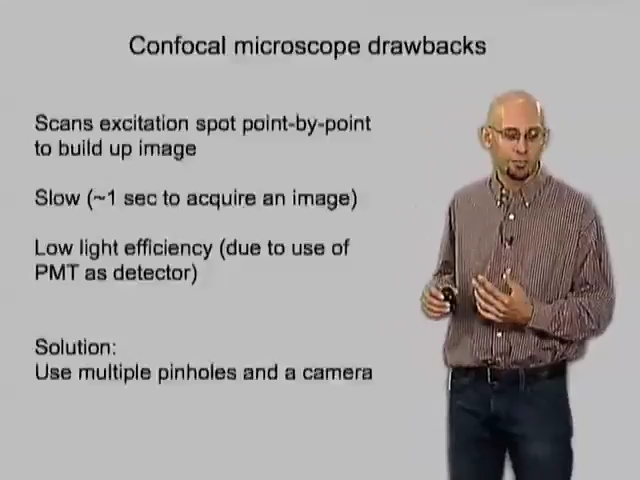 Confocal microscope drawbacks
Scans excitation spot point-by-point
to build up image
Slow (~1 sec to acquire an image)
Low light efficiency (due to use of
PMT as detector)
Solution:
Use multiple pinholes and a camera